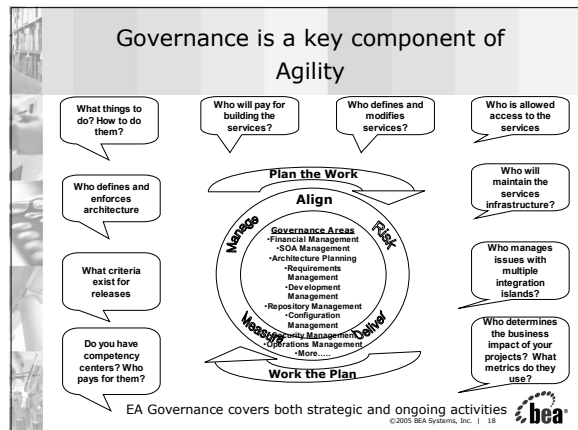 Governance is a key component of
Agility
What things to
do? How to do
them?
Who will pay for
building the
services?
Who defines and
modifies
services?
Who is allowed
access to the
services
Who defines and
enforces
architecture
Who will
maintain the
services
infrastructure?
What criteria
exist for
releases
Who manages
issues with
multiple
integration
islands?
Do you have
competency
centers? Who
pays for them?
Who determines
the business
impact of your
projects? What
metrics do they
use?
Plan the Work
Align
Manage
Risk
Governance Areas
•Financial Management
•SOA Management
•Architecture Planning
•Requirements
Management
•Development
Management
•Repository Management
•Configuration
Management
•Security Management
•Operations Management
•More.....
Measure
Deliver
Work the Plan
EA Governance covers both strategic and ongoing activities
©2005 BEA Systems, Inc. | 18
bea